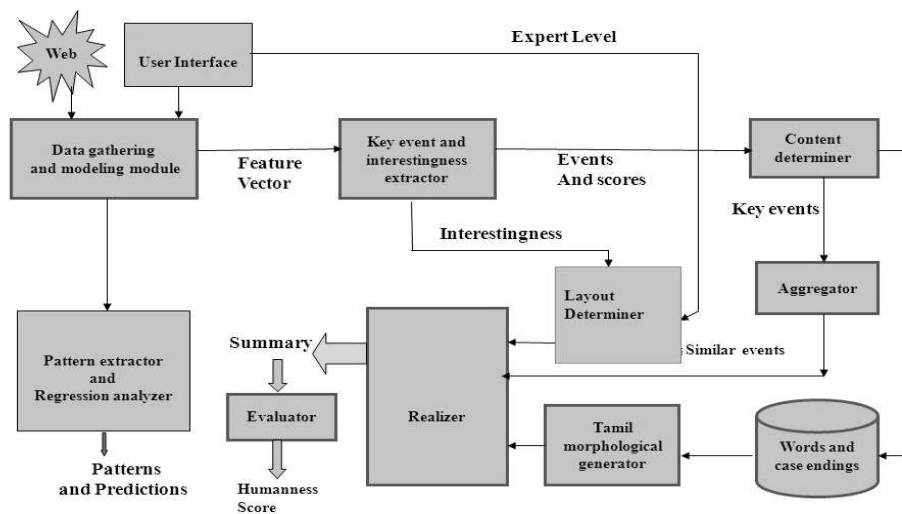 Web
User Interface
Expert Level
Data gathering
and modeling module
Feature
Vector
Key event and
interestingness
extractor
Events
And scores
Content
determiner
Key events
Interestingness
Layout
Determiner
Aggregator
Similar events
Pattern extractor
and
Regression analyzer
Patterns
and Predictions
Summary
Evaluator
Humanness
Score
Realizer
Tamil
morphological
generator
Words and
case endings